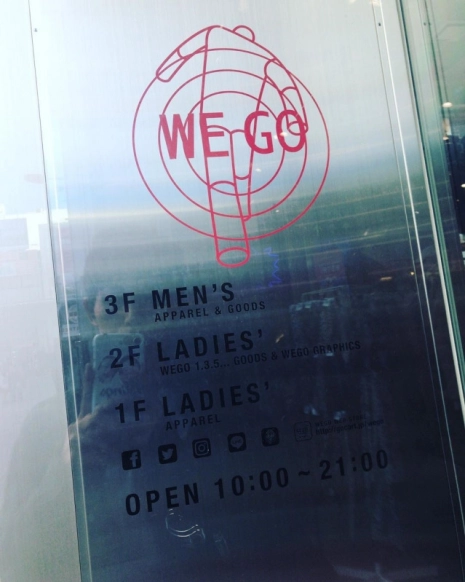 WE GO
3F MEN'S
APPAREL & GOODS
2F LADIES'
WEGO 1.3.5... GOODS & WEGO GRAPHICS
1F LADIES'
APPAREL
OPEN 10:00~21:00